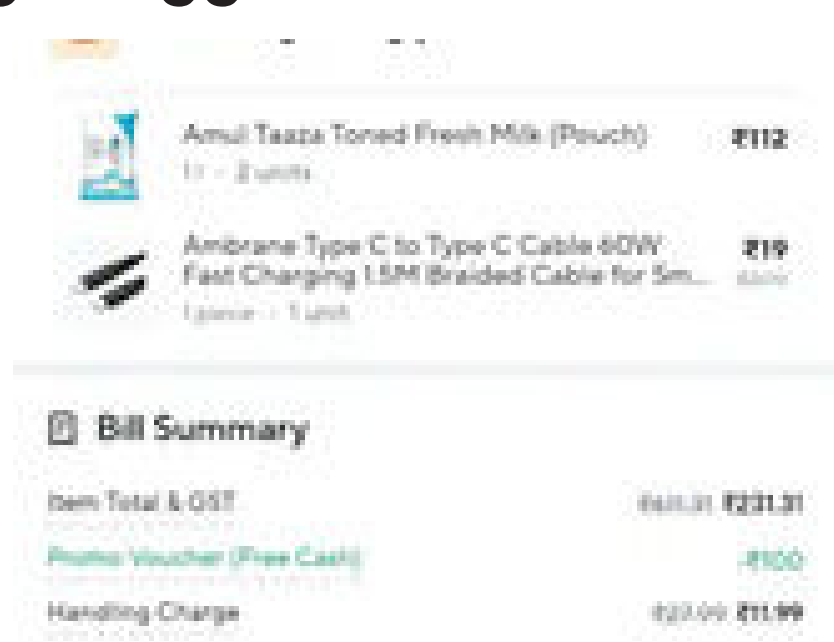 Amul Taaza Toned Fresh Milk (Pouch) ₹112
2 units
Ambrane Type C to Type C Cable 60W ₹19
Fast Charging 1.5M Braided Cable for Sm...
1 piece · 1 unit
Bill Summary
Item Total & GST ₹231.31
Promo Voucher (Free Cash) -₹100
Handling Charge ₹27.99 ₹11.99